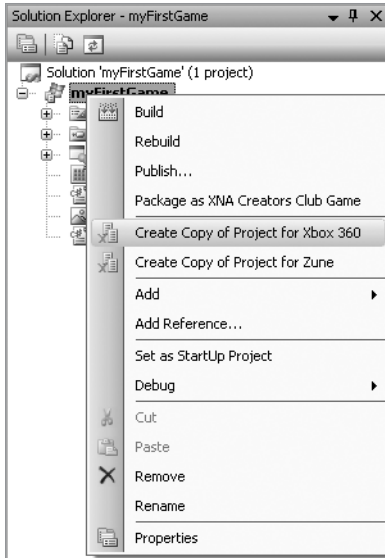 Solution Explorer - myFirstGame
Solution 'myFirstGame' (1 project)
myFirstGame
Build
Rebuild
Publish...
Package as XNA Creators Club Game
Create Copy of Project for Xbox 360
Create Copy of Project for Zune
Add
Add Reference...
Set as StartUp Project
Debug
Cut
Paste
Remove
Rename
Properties